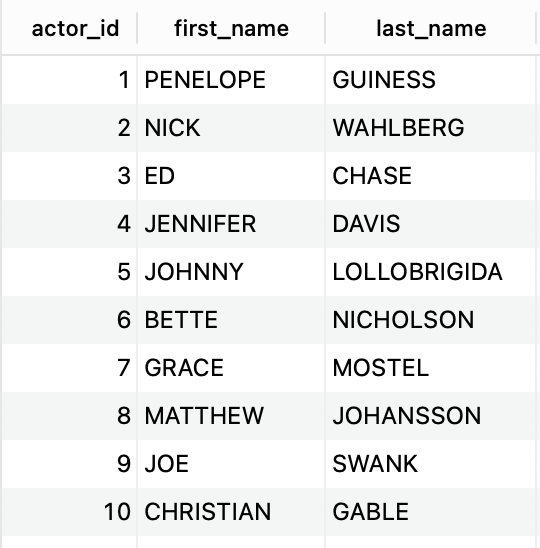 actor_id first_name last_name
1 PENELOPE GUINESS
2 NICK WAHLBERG
3 ED CHASE
4 JENNIFER DAVIS
5 JOHNNY LOLLOBRIGIDA
6 BETTE NICHOLSON
7 GRACE MOSTEL
8 MATTHEW JOHANSSON
9 JOE SWANK
10 CHRISTIAN GABLE